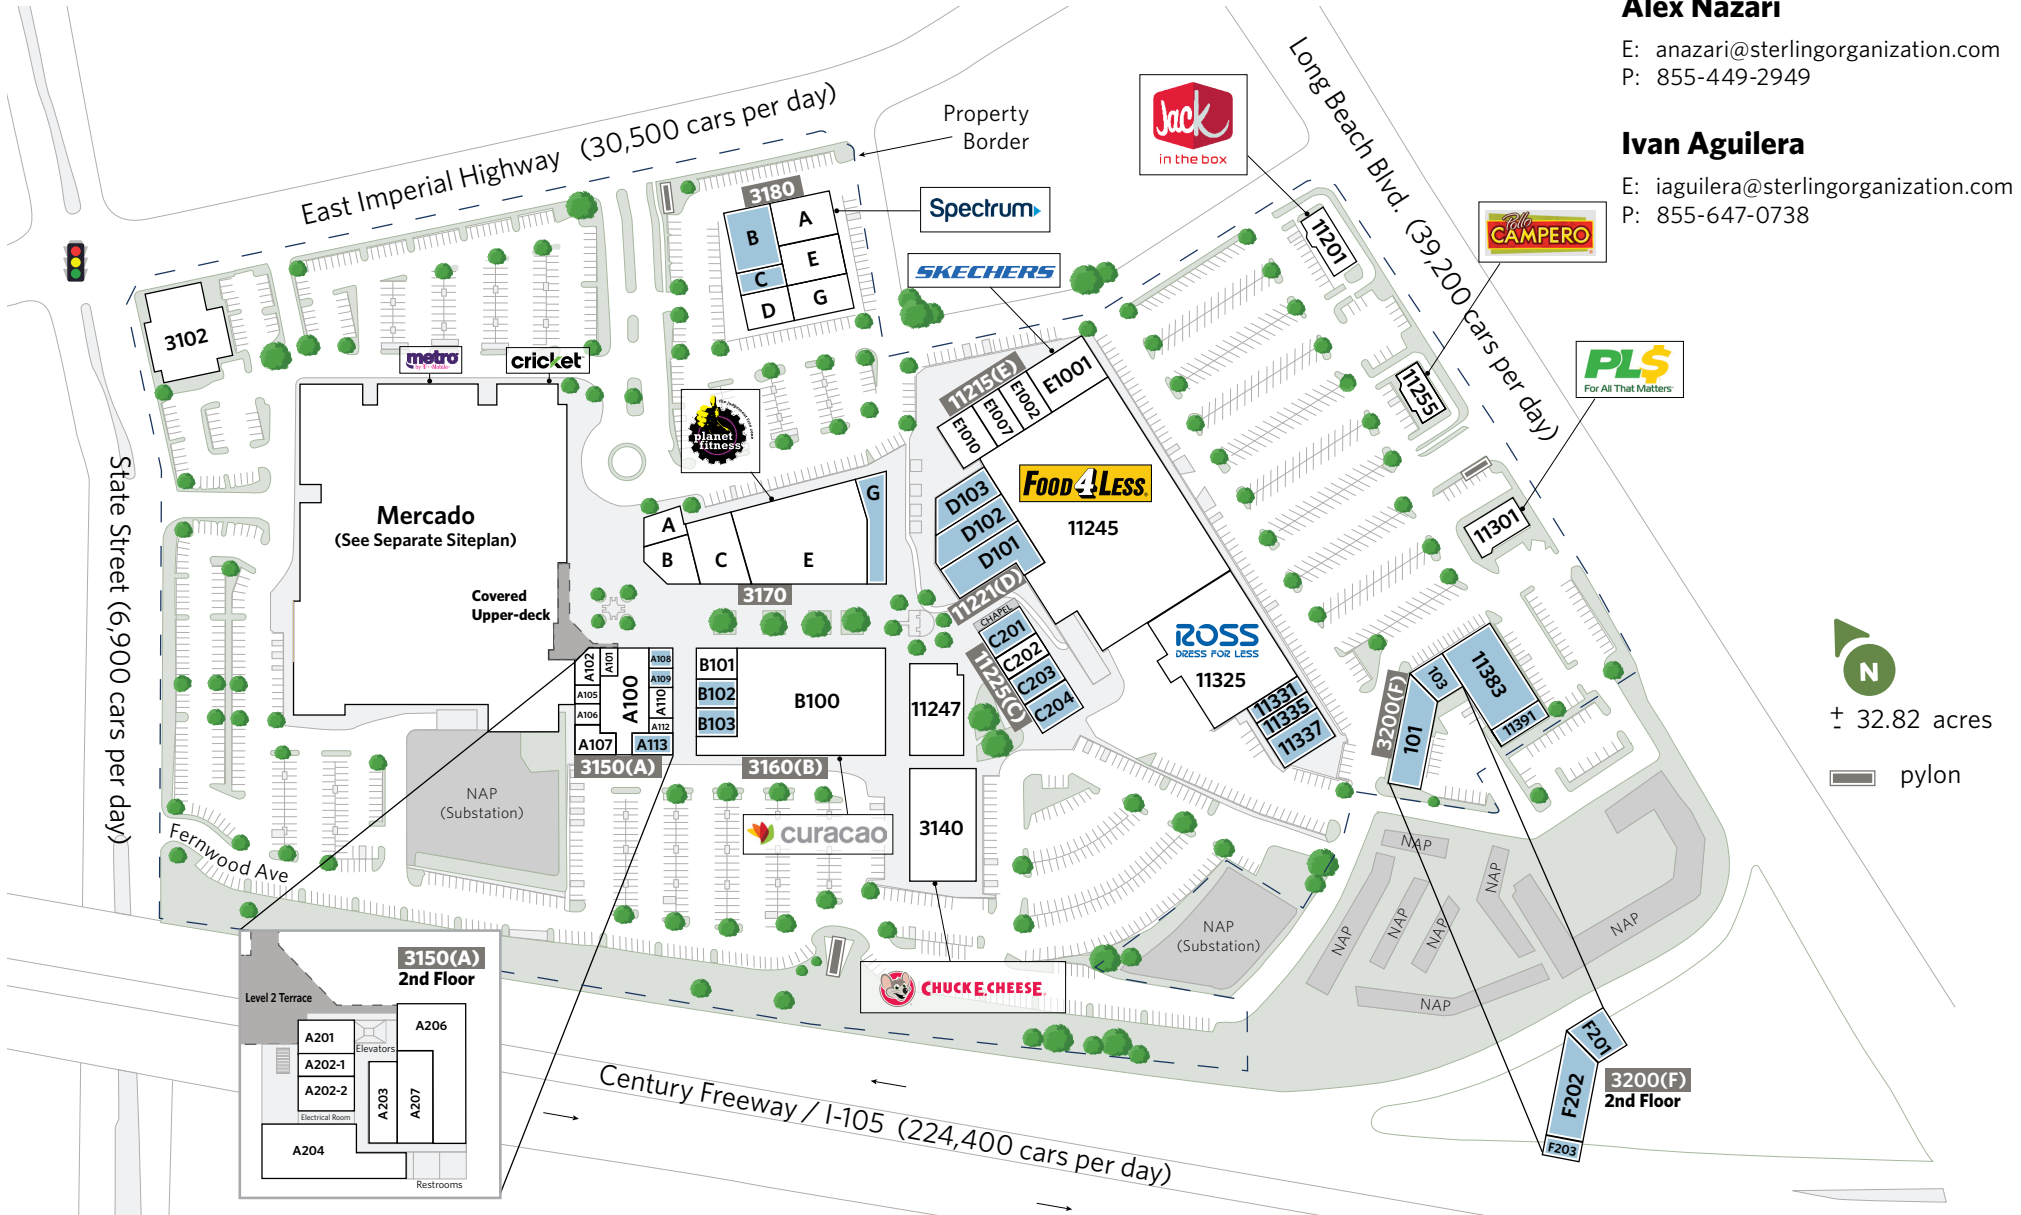 Alex Nazari
E: anazari@sterlingorganization.com
P: 855-449-2949
Ivan Aguilera
E: iaguilera@sterlingorganization.com
P: 855-647-0738
East Imperial Highway (30,500 cars per day)
Property
Border
Long Beach Blvd. (39,200 cars per day)
Jack
in the box
Pollo
CAMPERO
PLS
For All That Matters
Spectrum
SKECHERS
3180
A
B
C
D
E
G
11201
11255
11301
3102
metro
by T-Mobile
cricket
planet
fitness
State Street (6,900 cars per day)
Mercado
(See Separate Siteplan)
Covered
Upper-deck
A
B
C
E
G
3170
11215(E)
E1001
E1002
E1007
E1010
FOOD 4 LESS
11245
D103
D102
D101
11221(D)
CHAPEL
C201
C202
C203
C204
11225(C)
ROSS
DRESS FOR LESS
11325
11331
11335
11337
3200(F)
103
101
11383
11391
N
± 32.82 acres
pylon
A102
A101
A105
A106
A107
A100
A108
A109
A110
A112
A113
3150(A)
B101
B102
B103
B100
3160(B)
11247
3140
curacao
CHUCK E. CHEESE
NAP
(Substation)
Fernwood Ave
NAP
(Substation)
NAP
NAP
NAP
NAP
NAP
NAP
NAP
3150(A)
2nd Floor
Level 2 Terrace
A201
A202-1
A202-2
Elevators
A206
A203
A207
Electrical Room
A204
Restrooms
Century Freeway / I-105 (224,400 cars per day)
F201
F202
F203
3200(F)
2nd Floor